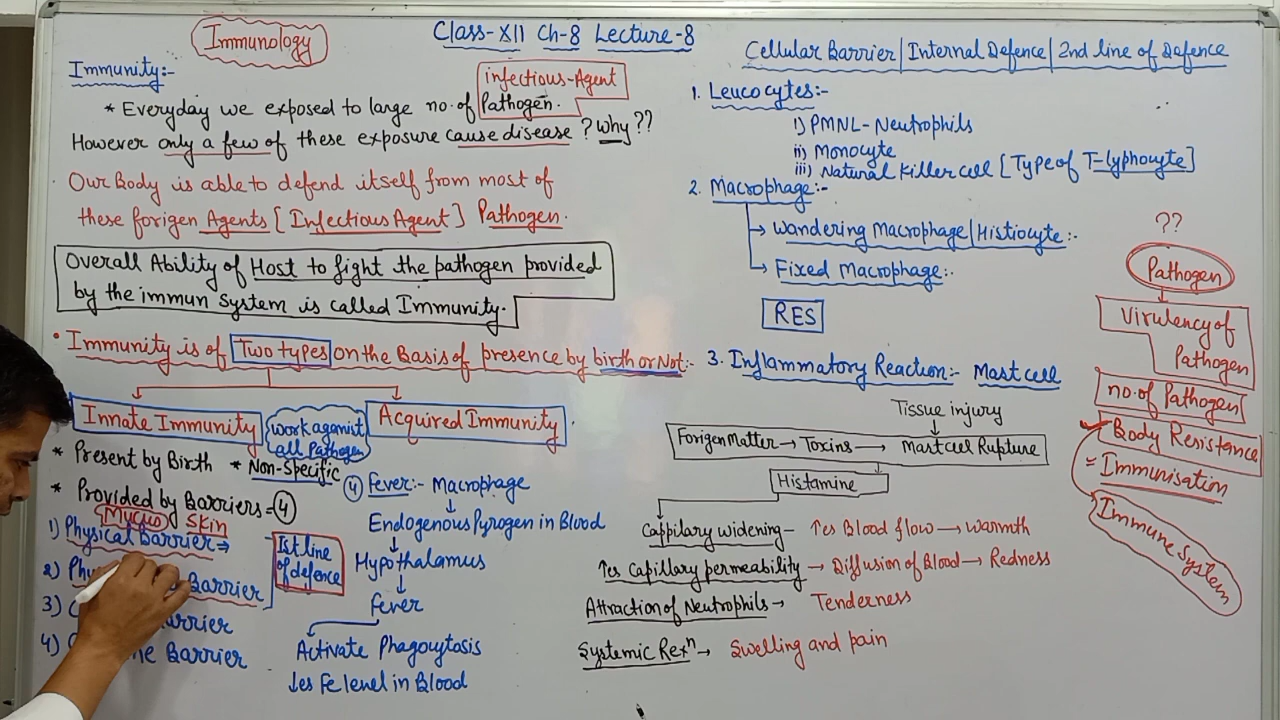 Immunology
Class-XII Ch-8 Lecture-8
Immunity:-
infectious-Agent
* Everyday we exposed to large no. of Pathogen.
However only a few of these exposure cause disease ? why ??
Our Body is able to defend itself from most of
these forigen Agents [Infectious Agent] Pathogen.
Overall Ability of Host to fight the pathogen provided
by the immun system is called Immunity.
• Immunity is of Two types on the Basis of presence by birth or Not:-
Innate Immunity
work aganist
all Pathogen
Acquired Immunity
* Present by Birth * Non-Specific
* Provided by Barriers = 4
Mucus Skin
1) Physical Barrier ⇒
2) Phy Barrier
3) C arrier
4) C ne Barrier
Ist line
of defence
4 Fever:- Macrophage
↓
Endogenous Pyrogen in Blood
↓
Hypothalamus
↓
Fever
Activate Phagocytosis
↓es Fe level in Blood
Cellular Barrier | Internal Defence | 2nd line of Defence
1. Leucocytes:-
i) PMNL-Neutrophils
ii) Monocyte
iii) Natural Killer cell [Type of T-lyphocyte]
2. Macrophage:-
→ Wandering Macrophage | Histiocyte:-
→ Fixed Macrophage:-
RES
3. Inflammatory Reaction:- Mast cell
Tissue injury
↓
Forigen matter → Toxins → Mart cell Rupture
Histamine
Cappilary widening - ↑es Blood flow → warmth
↑es Capillary permeability → Diffusion of Blood → Redness
Attraction of Neutrophils → Tenderness
Systemic Rexⁿ → Swelling and pain
??
Pathogen
Virulency of
Pathogen
no. of Pathogen
Body Resistance
= Immunisation
Immune System